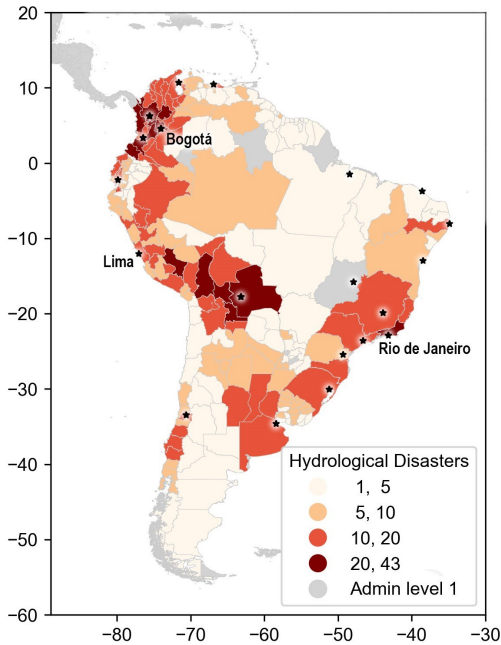 20
10
0
−10
−20
−30
−40
−50
−60
Bogotá
Lima
Rio de Janeiro
Hydrological Disasters
1, 5
5, 10
10, 20
20, 43
Admin level 1
−80 −70 −60 −50 −40 −30